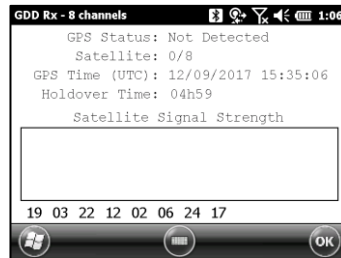 GDD Rx - 8 channels 1:06
GPS Status: Not Detected
Satellite: 0/8
GPS Time (UTC): 12/09/2017 15:35:06
Holdover Time: 04h59
Satellite Signal Strength
19 03 22 12 02 06 24 17
OK